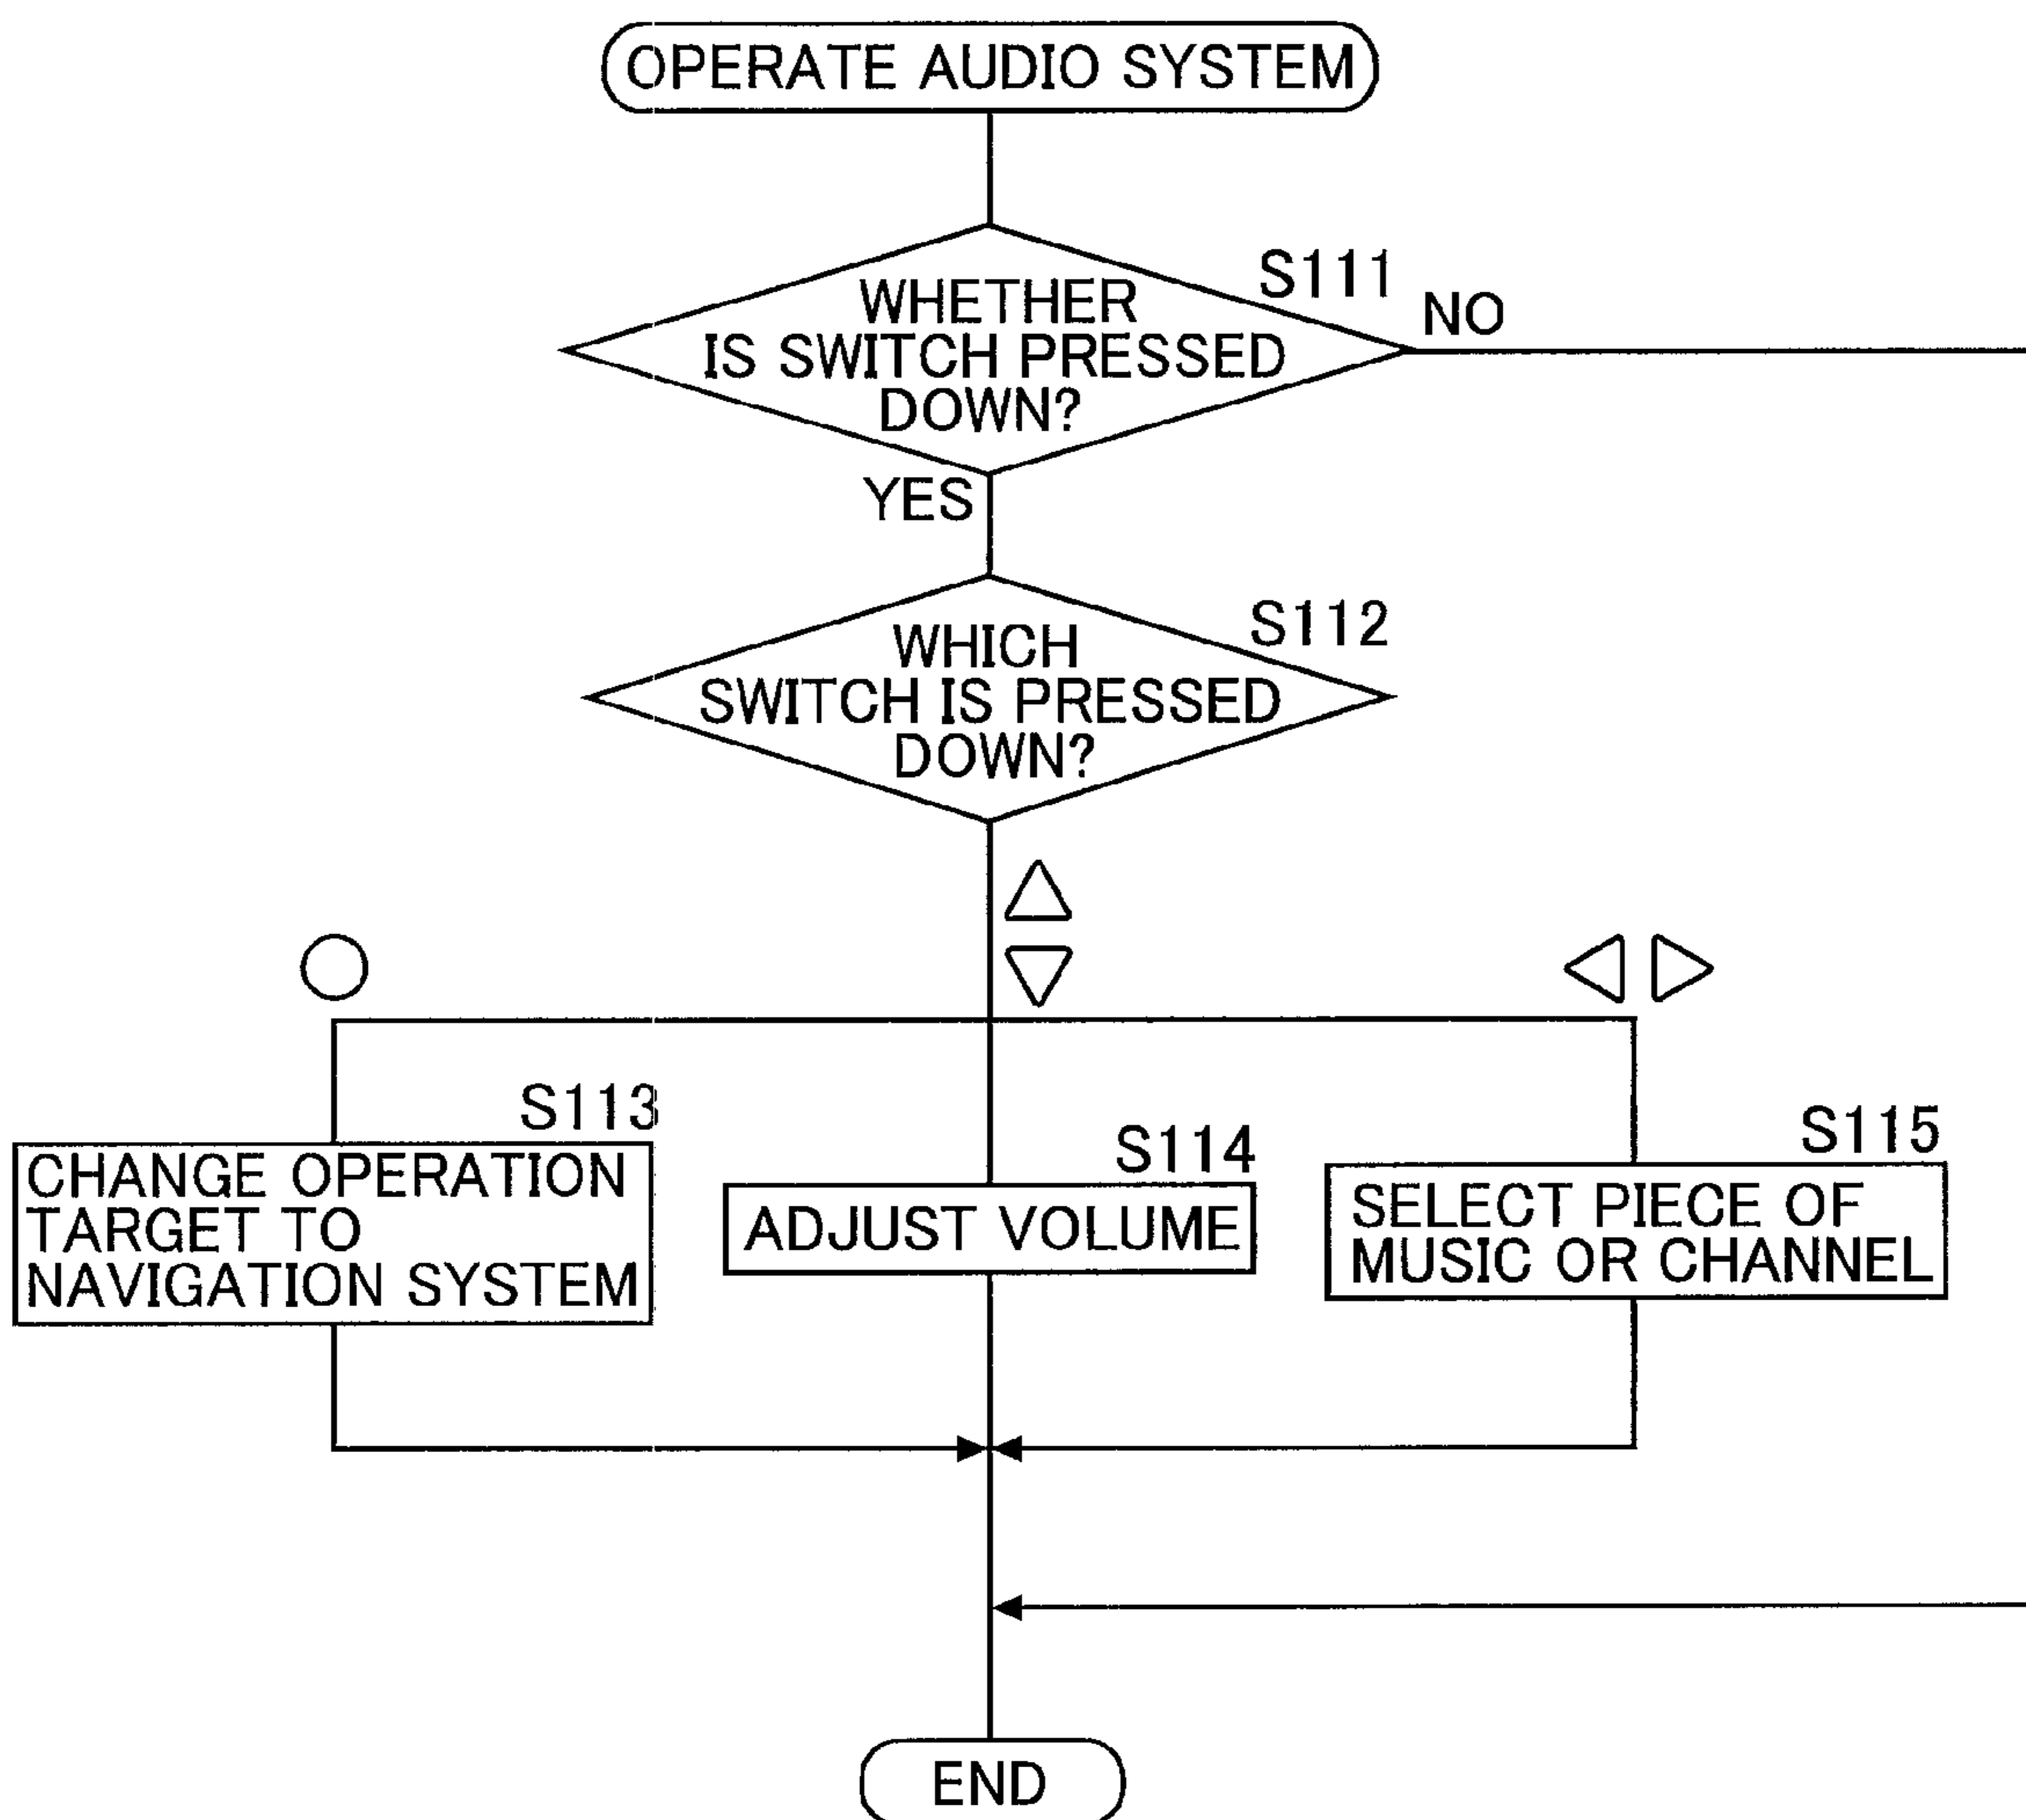 OPERATE AUDIO SYSTEM
S111
WHETHER
IS SWITCH PRESSED
DOWN?
NO
YES
S112
WHICH
SWITCH IS PRESSED
DOWN?
S113
CHANGE OPERATION
TARGET TO
NAVIGATION SYSTEM
S114
ADJUST VOLUME
S115
SELECT PIECE OF
MUSIC OR CHANNEL
END